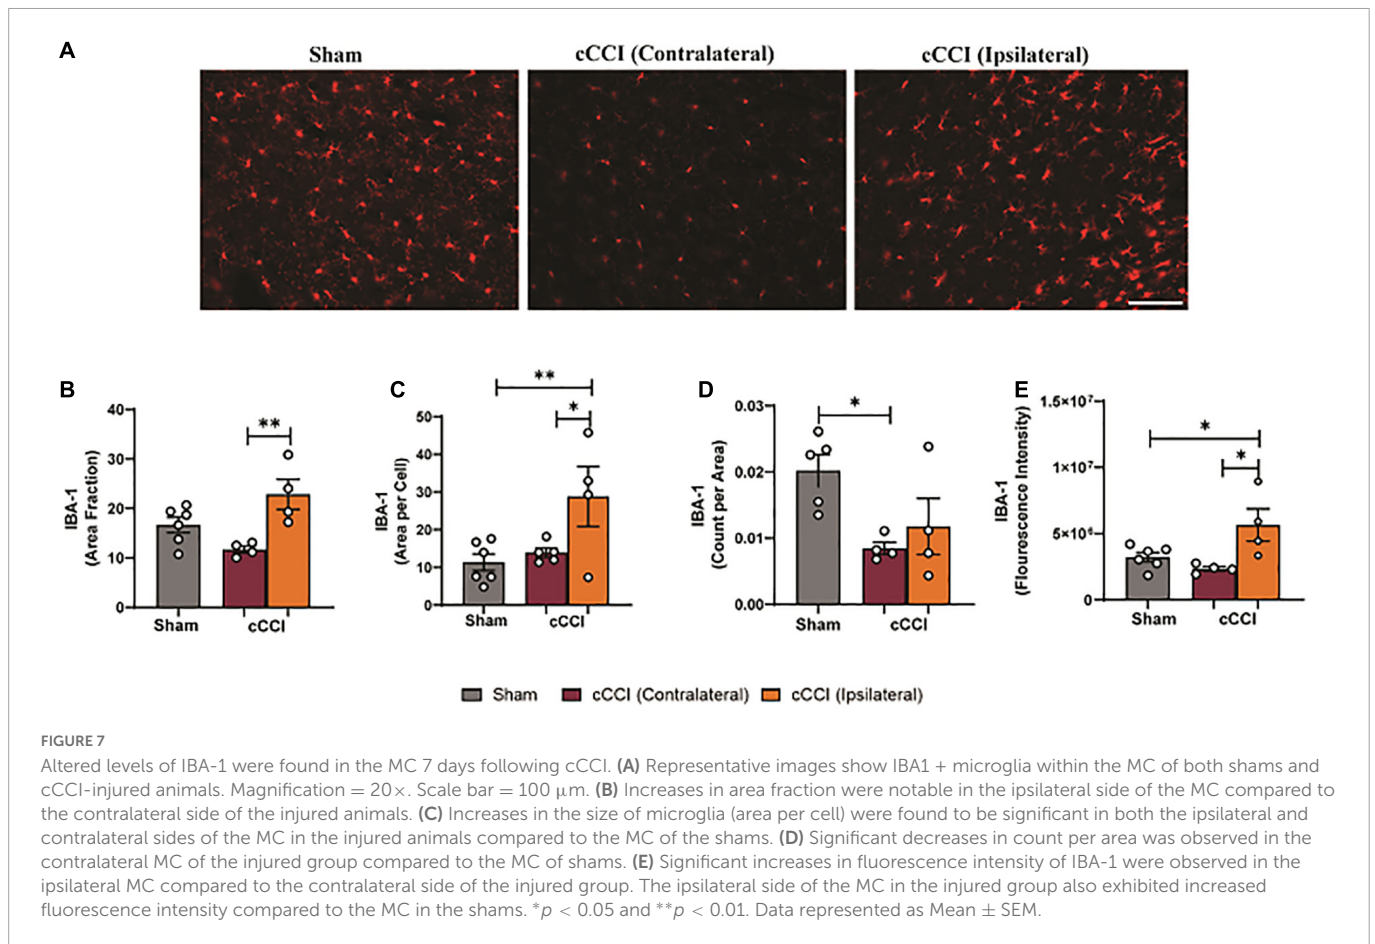 A
Sham
cCCI (Contralateral)
cCCI (Ipsilateral)
B
IBA-1
(Area Fraction)
40
30
20
10
0
**
Sham
cCCI
C
IBA-1
(Area per Cell)
50
40
30
20
10
0
**
*
Sham
cCCI
D
IBA-1
(Count per Area)
0.03
0.02
0.01
0.00
*
Sham
cCCI
E
IBA-1
(Flourescence Intensity)
1.5×10⁷
1×10⁷
5×10⁶
0
*
*
Sham
cCCI
Sham
cCCI (Contralateral)
cCCI (Ipsilateral)
FIGURE 7
Altered levels of IBA-1 were found in the MC 7 days following cCCI. (A) Representative images show IBA1 + microglia within the MC of both shams and
cCCI-injured animals. Magnification = 20×. Scale bar = 100 μm. (B) Increases in area fraction were notable in the ipsilateral side of the MC compared to
the contralateral side of the injured animals. (C) Increases in the size of microglia (area per cell) were found to be significant in both the ipsilateral and
contralateral sides of the MC in the injured animals compared to the MC of the shams. (D) Significant decreases in count per area was observed in the
contralateral MC of the injured group compared to the MC of shams. (E) Significant increases in fluorescence intensity of IBA-1 were observed in the
ipsilateral MC compared to the contralateral side of the injured group. The ipsilateral side of the MC in the injured group also exhibited increased
fluorescence intensity compared to the MC in the shams. *p < 0.05 and **p < 0.01. Data represented as Mean ± SEM.